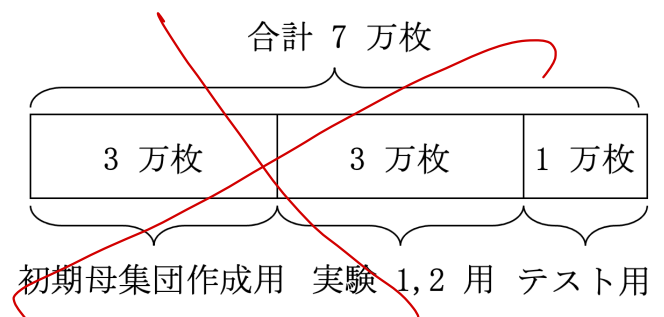 合計 7 万枚
3 万枚 3 万枚 1 万枚
初期母集団作成用 実験 1,2 用 テスト用